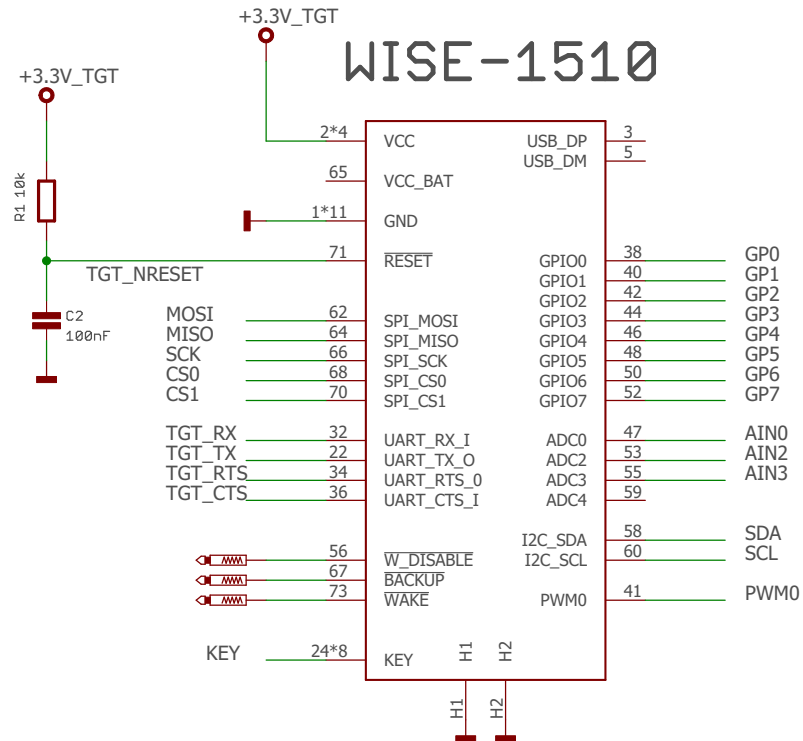 +3.3V_TGT
WISE-1510
+3.3V_TGT
R1 10k
TGT_NRESET
C2
100nF
2*4 VCC
65 VCC_BAT
1*11 GND
71 RESET
MOSI 62 SPI_MOSI
MISO 64 SPI_MISO
SCK 66 SPI_SCK
CS0 68 SPI_CS0
CS1 70 SPI_CS1
TGT_RX 32 UART_RX_I
TGT_TX 22 UART_TX_O
TGT_RTS 34 UART_RTS_0
TGT_CTS 36 UART_CTS_I
56 W_DISABLE
67 BACKUP
73 WAKE
KEY 24*8 KEY
USB_DP 3
USB_DM 5
GPIO0 38 GP0
GPIO1 40 GP1
GPIO2 42 GP2
GPIO3 44 GP3
GPIO4 46 GP4
GPIO5 48 GP5
GPIO6 50 GP6
GPIO7 52 GP7
ADC0 47 AIN0
ADC2 53 AIN2
ADC3 55 AIN3
ADC4 59
I2C_SDA 58 SDA
I2C_SCL 60 SCL
PWM0 41 PWM0
H1 H2
H1 H2